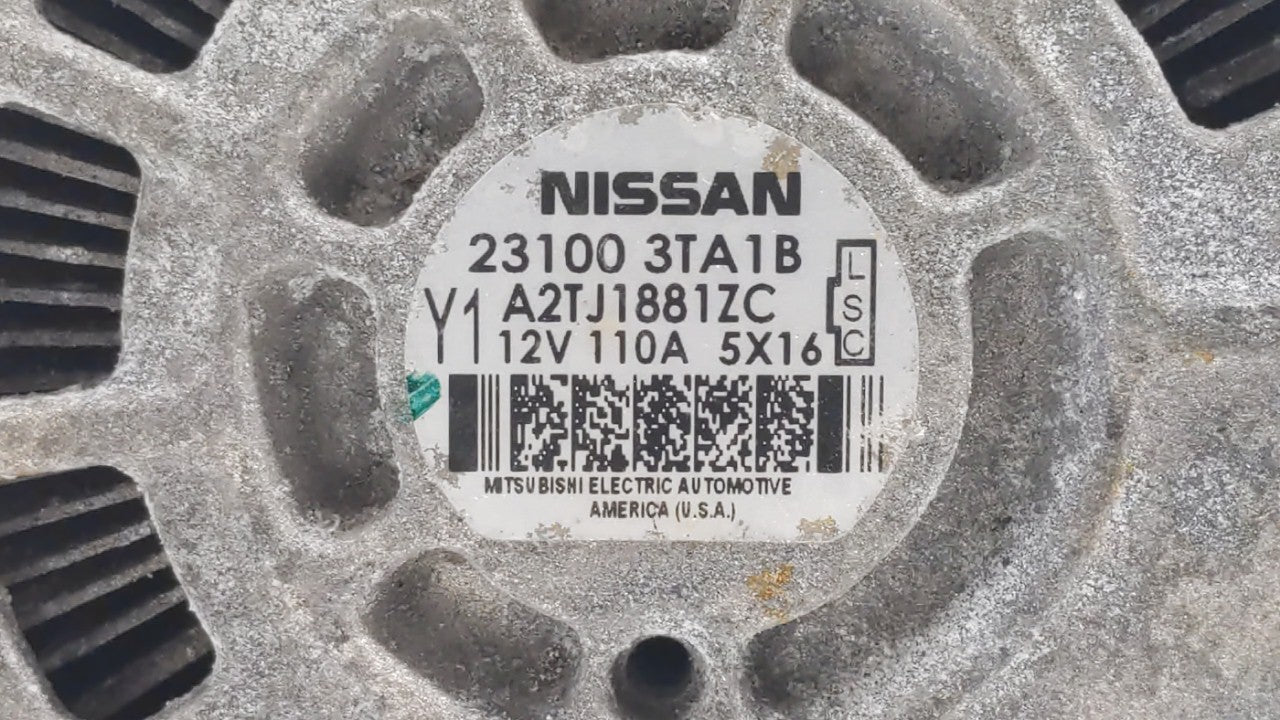 NISSAN
23100 3TA1B
Y1 A2TJ1881ZC
12V 110A 5X16
L
S
C
MITSUBISHI ELECTRIC AUTOMOTIVE
AMERICA (U.S.A.)